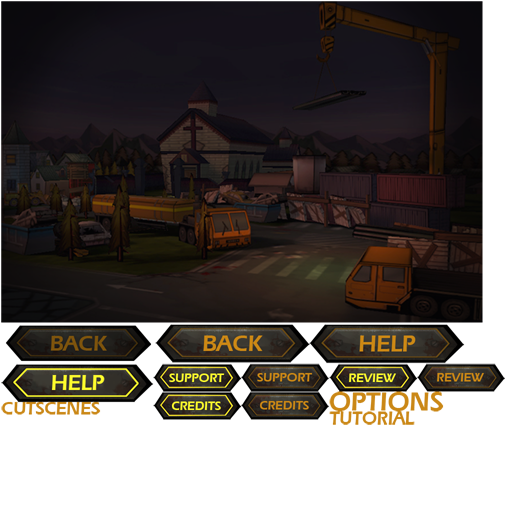 BACK
BACK
HELP
HELP
SUPPORT
SUPPORT
REVIEW
REVIEW
CREDITS
CREDITS
CUTSCENES
OPTIONS
TUTORIAL